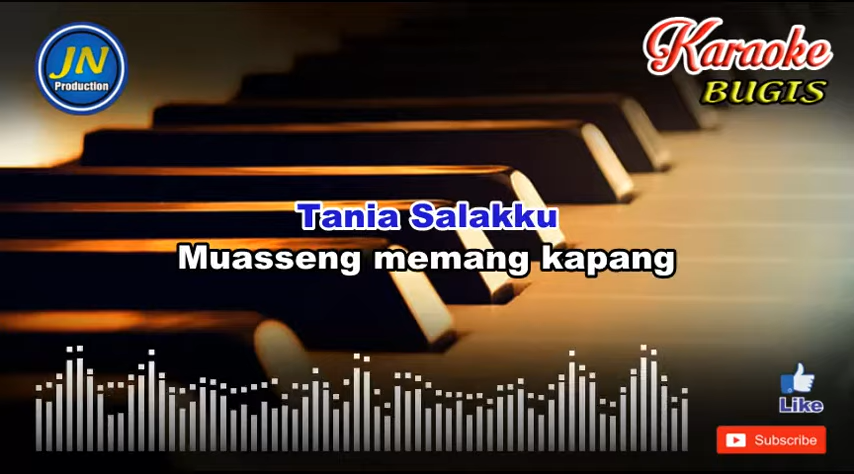 JN
Production
Karaoke
BUGIS
Tania Salakku
Muasseng memang kapang
Like
Subscribe